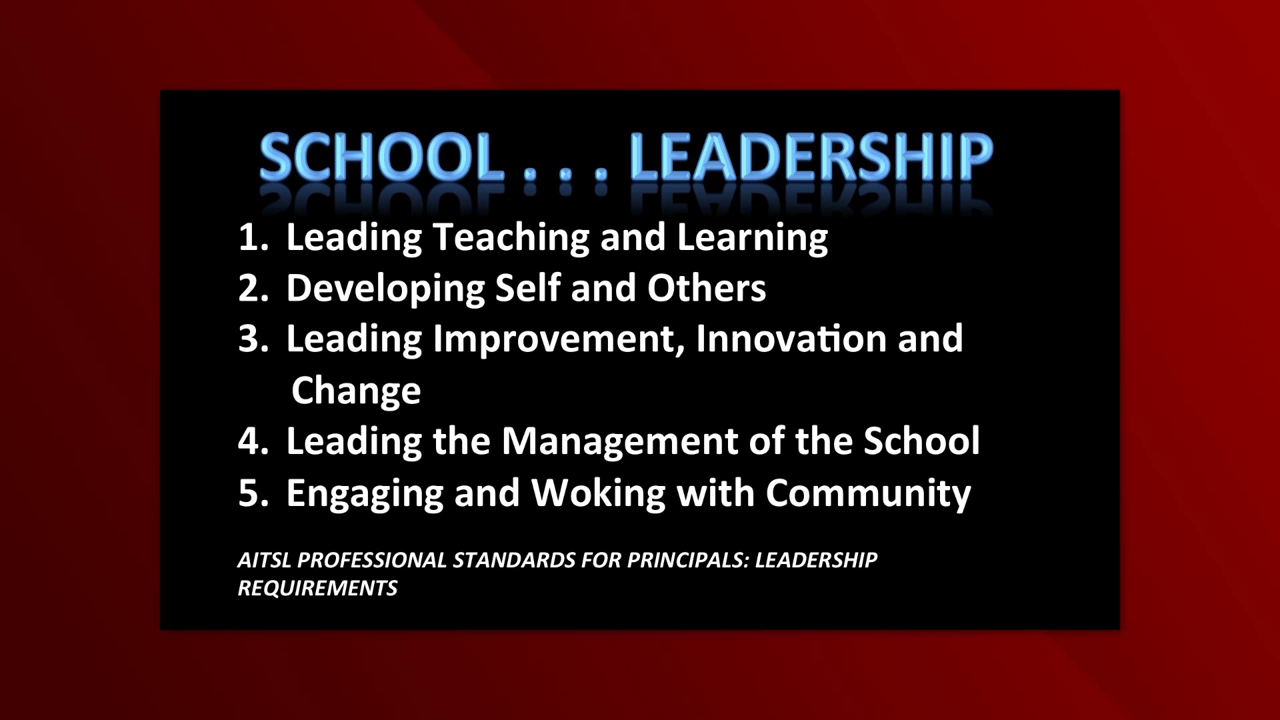 SCHOOL . . . LEADERSHIP
1. Leading Teaching and Learning
2. Developing Self and Others
3. Leading Improvement, Innovation and
Change
4. Leading the Management of the School
5. Engaging and Woking with Community
AITSL PROFESSIONAL STANDARDS FOR PRINCIPALS: LEADERSHIP
REQUIREMENTS